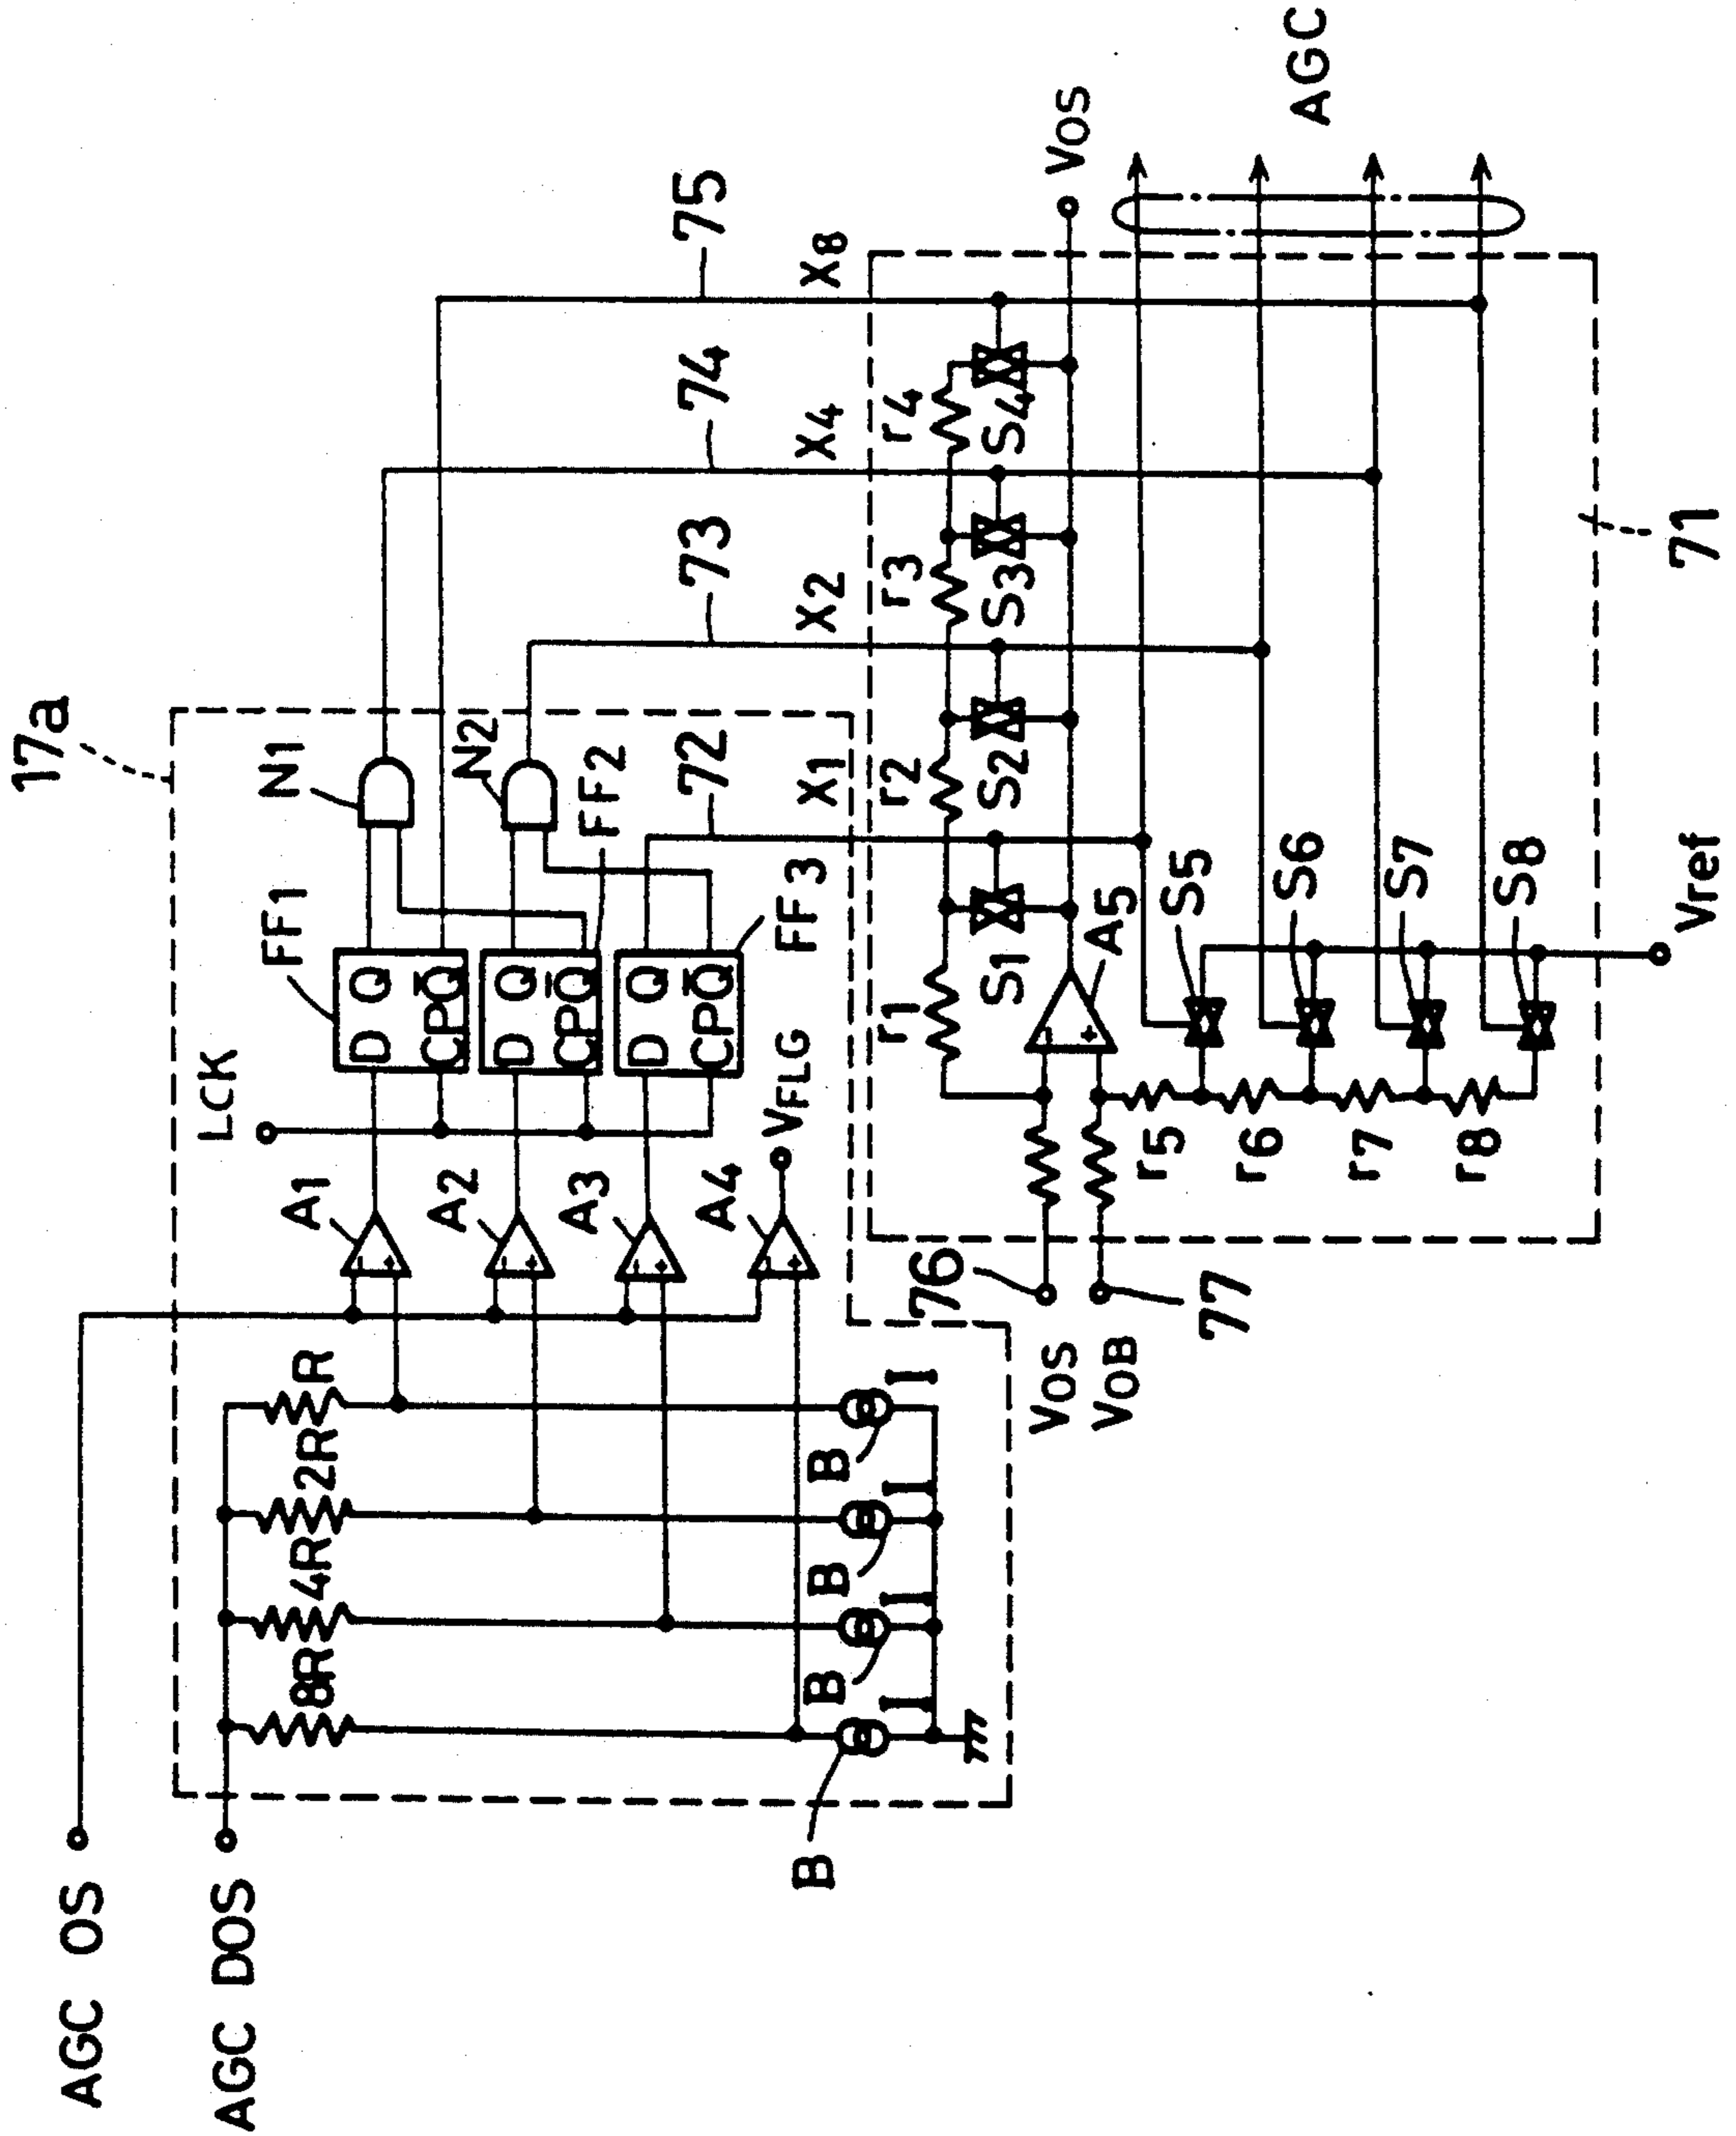 17a
AGC OS
AGC DOS
8R
4R
2R
R
B
B
B
B
I
I
I
I
A1
A2
A3
A4
- +
- +
- +
- +
LCK
VFLG
FF1
D Q
CP Q̅
FF2
D Q
CP Q̅
FF3
D Q
CP Q̅
N1
N2
72
73
74
75
X1
X2
X4
X8
VOS
VOB
76
77
r1
r2
r3
r4
S1
S2
S3
S4
- +
A5
r5
r6
r7
r8
S5
S6
S7
S8
Vref
VOS
AGC
71